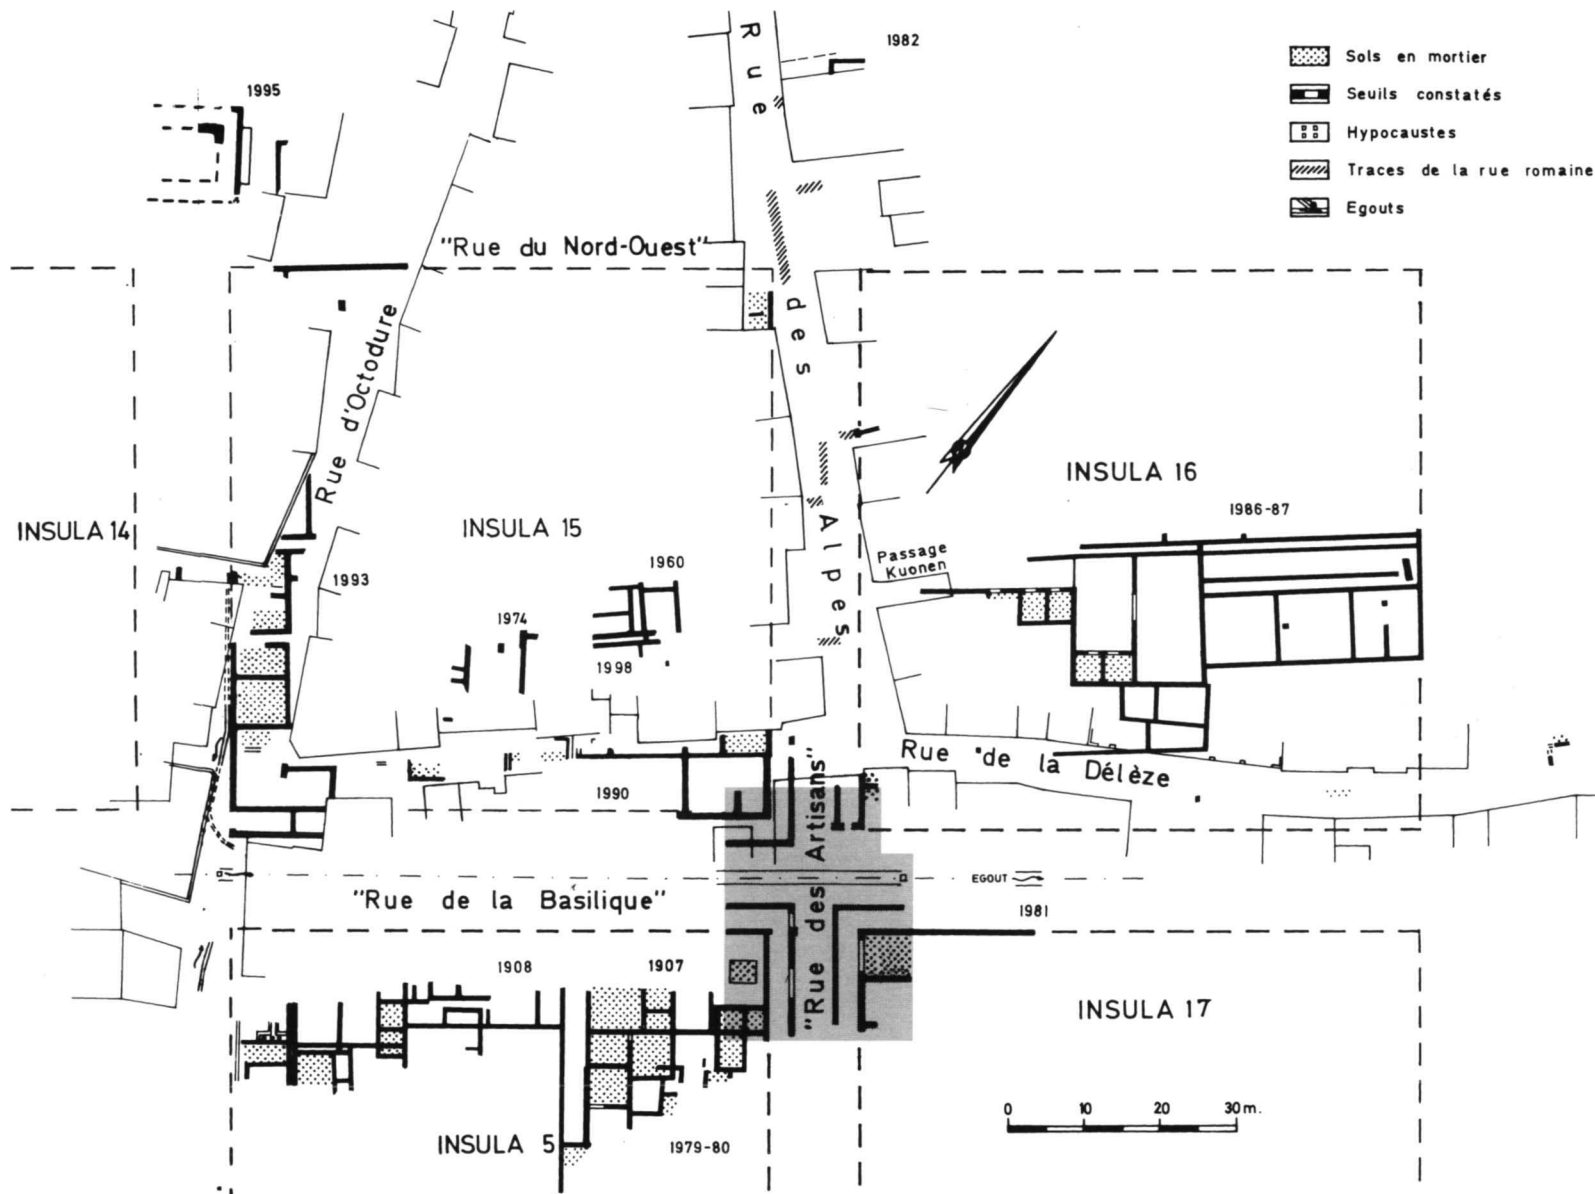 1982
Rue
des
Alpes
Sols en mortier
Seuils constatés
Hypocaustes
Traces de la rue romaine
Egouts
1995
"Rue du Nord-Ouest"
Rue d'Octodure
INSULA 14
INSULA 15
INSULA 16
1986-87
Passage
Kuonen
1993
1960
1974
1998
Rue de la Délèze
1990
"Rue des Artisans"
EGOUT
"Rue de la Basilique"
1981
1908
1907
INSULA 17
INSULA 5
1979-80
0 10 20 30 m.